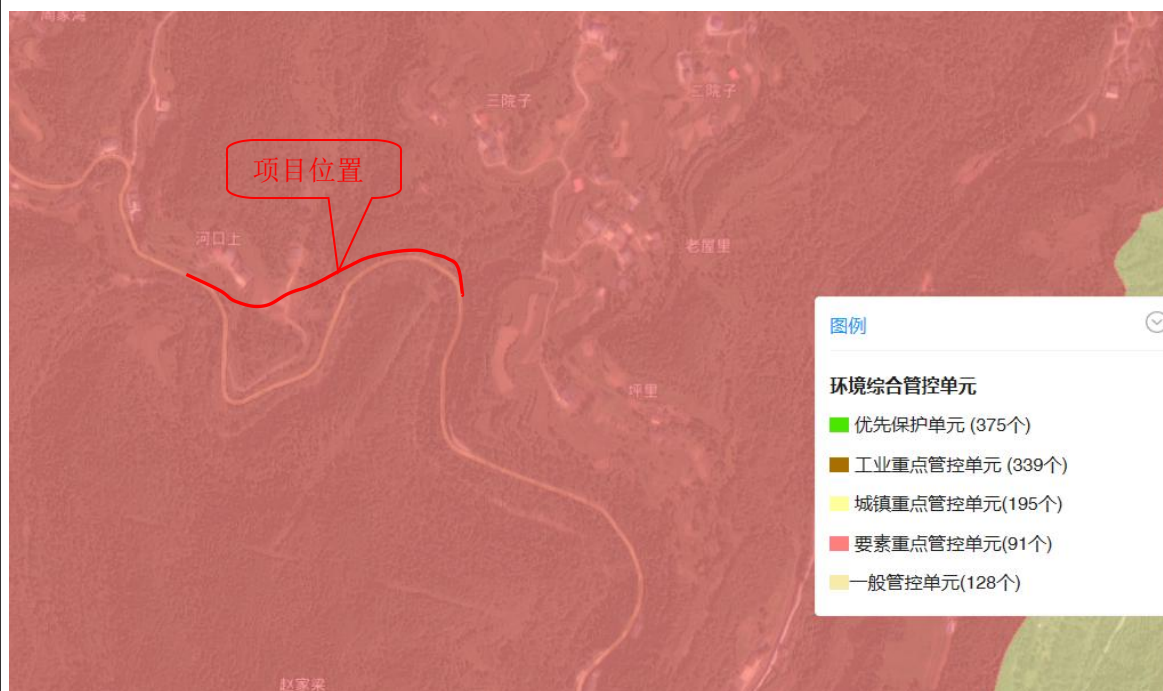 周家湾
三院子
三院子
项目位置
河口上
老屋里
图例
环境综合管控单元
坪里
优先保护单元 (375个)
工业重点管控单元 (339个)
城镇重点管控单元(195个)
要素重点管控单元(91个)
一般管控单元(128个)
赵家梁